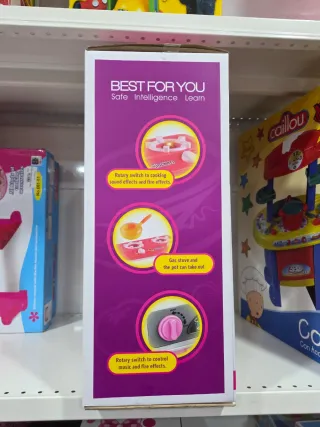 BEST FOR YOU
Safe Intelligence Learn
Rotary switch to cooking
sound effects and fire effects.
Gas stove and
the pot can take out
Rotary switch to control
music and fire effects.
caillou